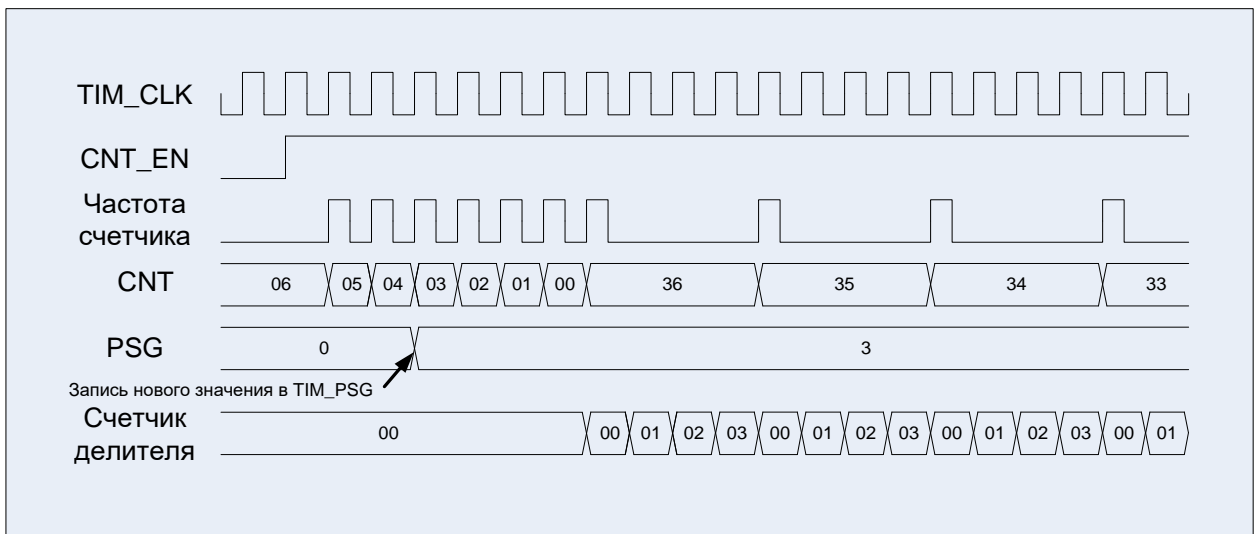 TIM_CLK
CNT_EN
Частота
счетчика
CNT
06 05 04 03 02 01 00 36 35 34 33
PSG
0 3
Запись нового значения в TIM_PSG
Счетчик
делителя
00 00 01 02 03 00 01 02 03 00 01 02 03 00 01